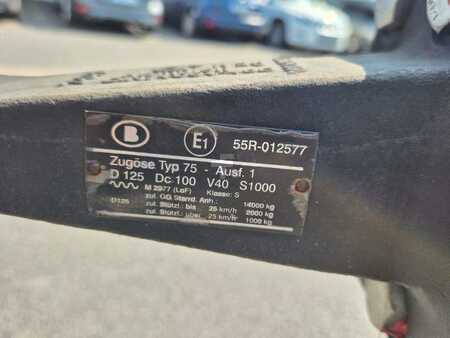 B E1 55R-012577
Zugöse Typ 75 - Ausf. 1
D 125 Dc 100 V40 S1000
M 2977 (LoF) Klasse: S
zul. GG Starrd. Anh.: 14000 kg
D125 zul. Stützl.: bis 25 km/h 2000 kg
zul. Stützl.: über 25 km/h 1000 kg